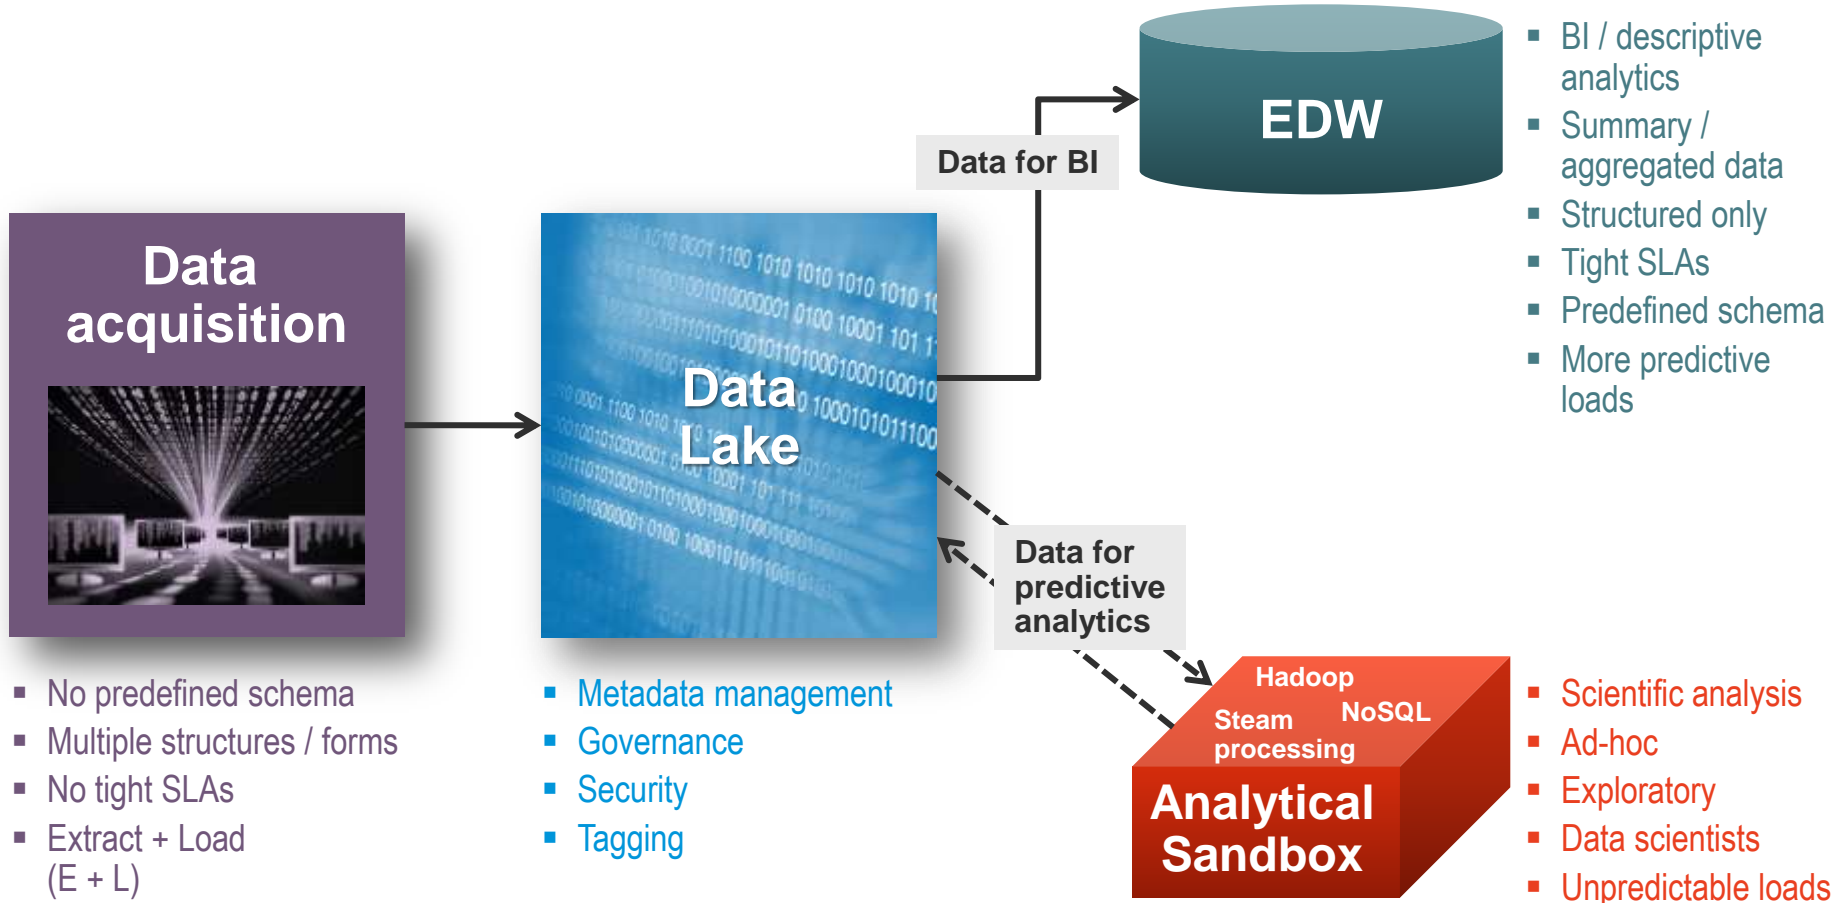 Data
acquisition
▪ No predefined schema
▪ Multiple structures / forms
▪ No tight SLAs
▪ Extract + Load
(E + L)
Data
Lake
▪ Metadata management
▪ Governance
▪ Security
▪ Tagging
Data for BI
EDW
▪ BI / descriptive
analytics
▪ Summary /
aggregated data
▪ Structured only
▪ Tight SLAs
▪ Predefined schema
▪ More predictive
loads
Data for
predictive
analytics
Hadoop
NoSQL
Steam
processing
Analytical
Sandbox
▪ Scientific analysis
▪ Ad-hoc
▪ Exploratory
▪ Data scientists
▪ Unpredictable loads